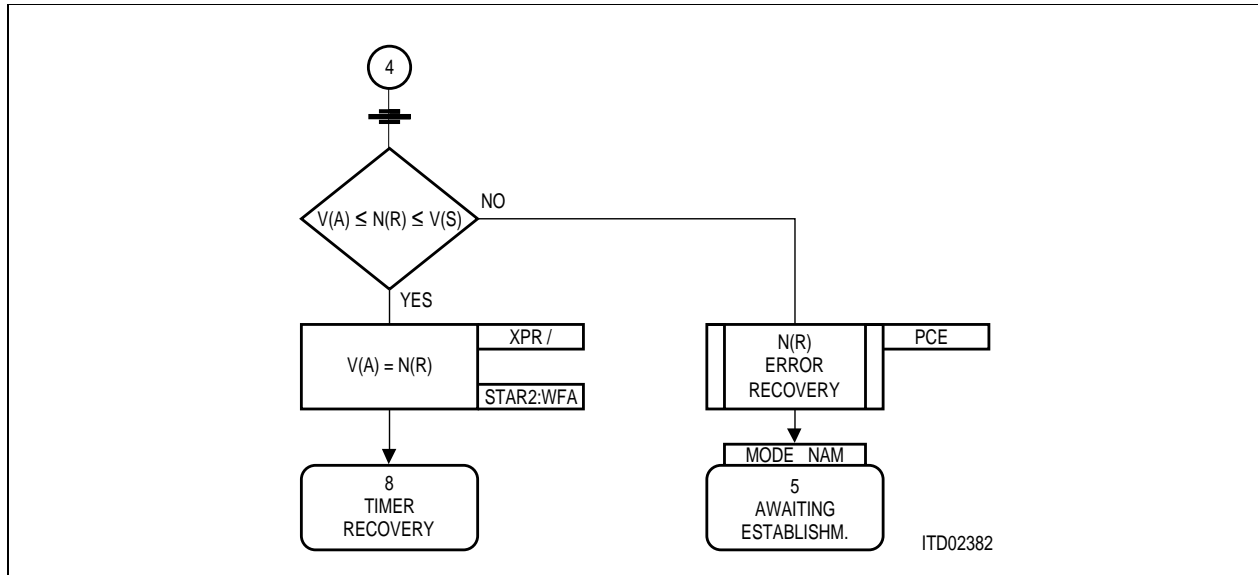 4
V(A) ≤ N(R) ≤ V(S)
NO
YES
XPR /
V(A) = N(R)
STAR2:WFA
N(R)
ERROR
RECOVERY
PCE
MODE NAM
8
TIMER
RECOVERY
5
AWAITING
ESTABLISHM.
ITD02382